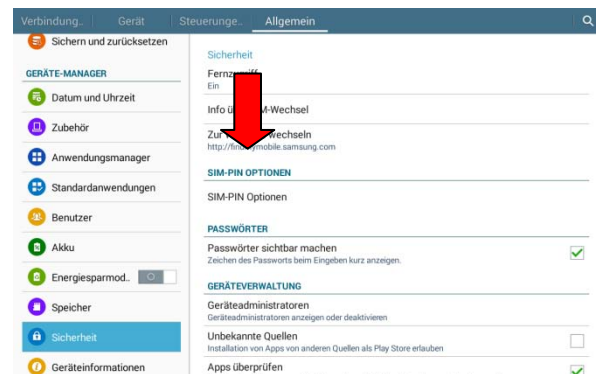 Verbindung..
Gerät
Steuerunge..
Allgemein
Sichern und zurücksetzen
GERÄTE-MANAGER
Datum und Uhrzeit
Zubehör
Anwendungsmanager
Standardanwendungen
Benutzer
Akku
Energiesparmod..
Speicher
Sicherheit
Geräteinformationen
Sicherheit
Fernzugriff
Ein
Info M-Wechsel
Zur wechseln
http://findmymobile.samsung.com
SIM-PIN OPTIONEN
SIM-PIN Optionen
PASSWÖRTER
Passwörter sichtbar machen
Zeichen des Passworts beim Eingeben kurz anzeigen.
GERÄTEVERWALTUNG
Geräteadministratoren
Geräteadministratoren anzeigen oder deaktivieren
Unbekannte Quellen
Installation von Apps von anderen Quellen als Play Store erlauben
Apps überprüfen